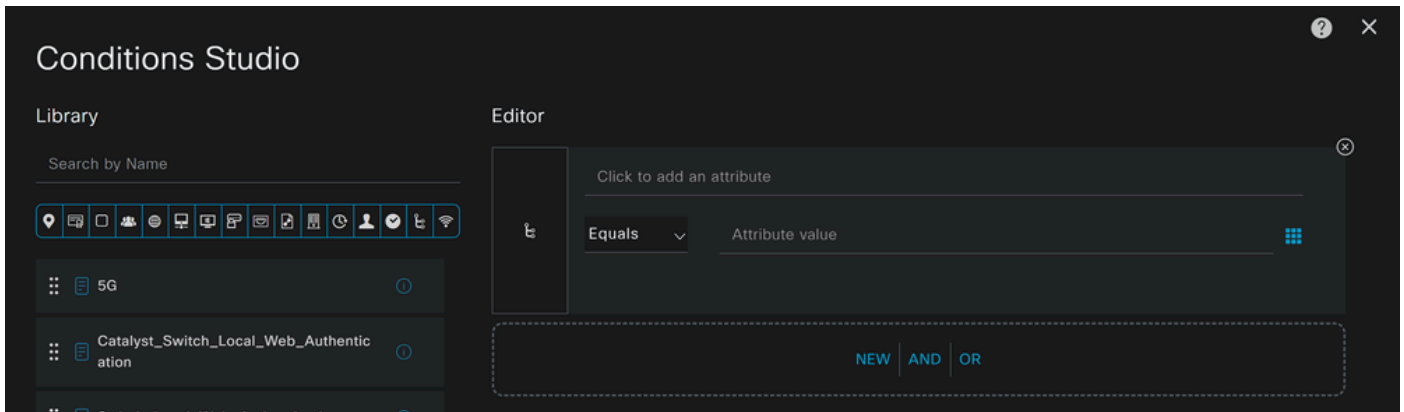 Conditions Studio
Library
Search by Name
5G
Catalyst_Switch_Local_Web_Authentic
ation
Editor
Click to add an attribute
Equals
Attribute value
NEW AND OR